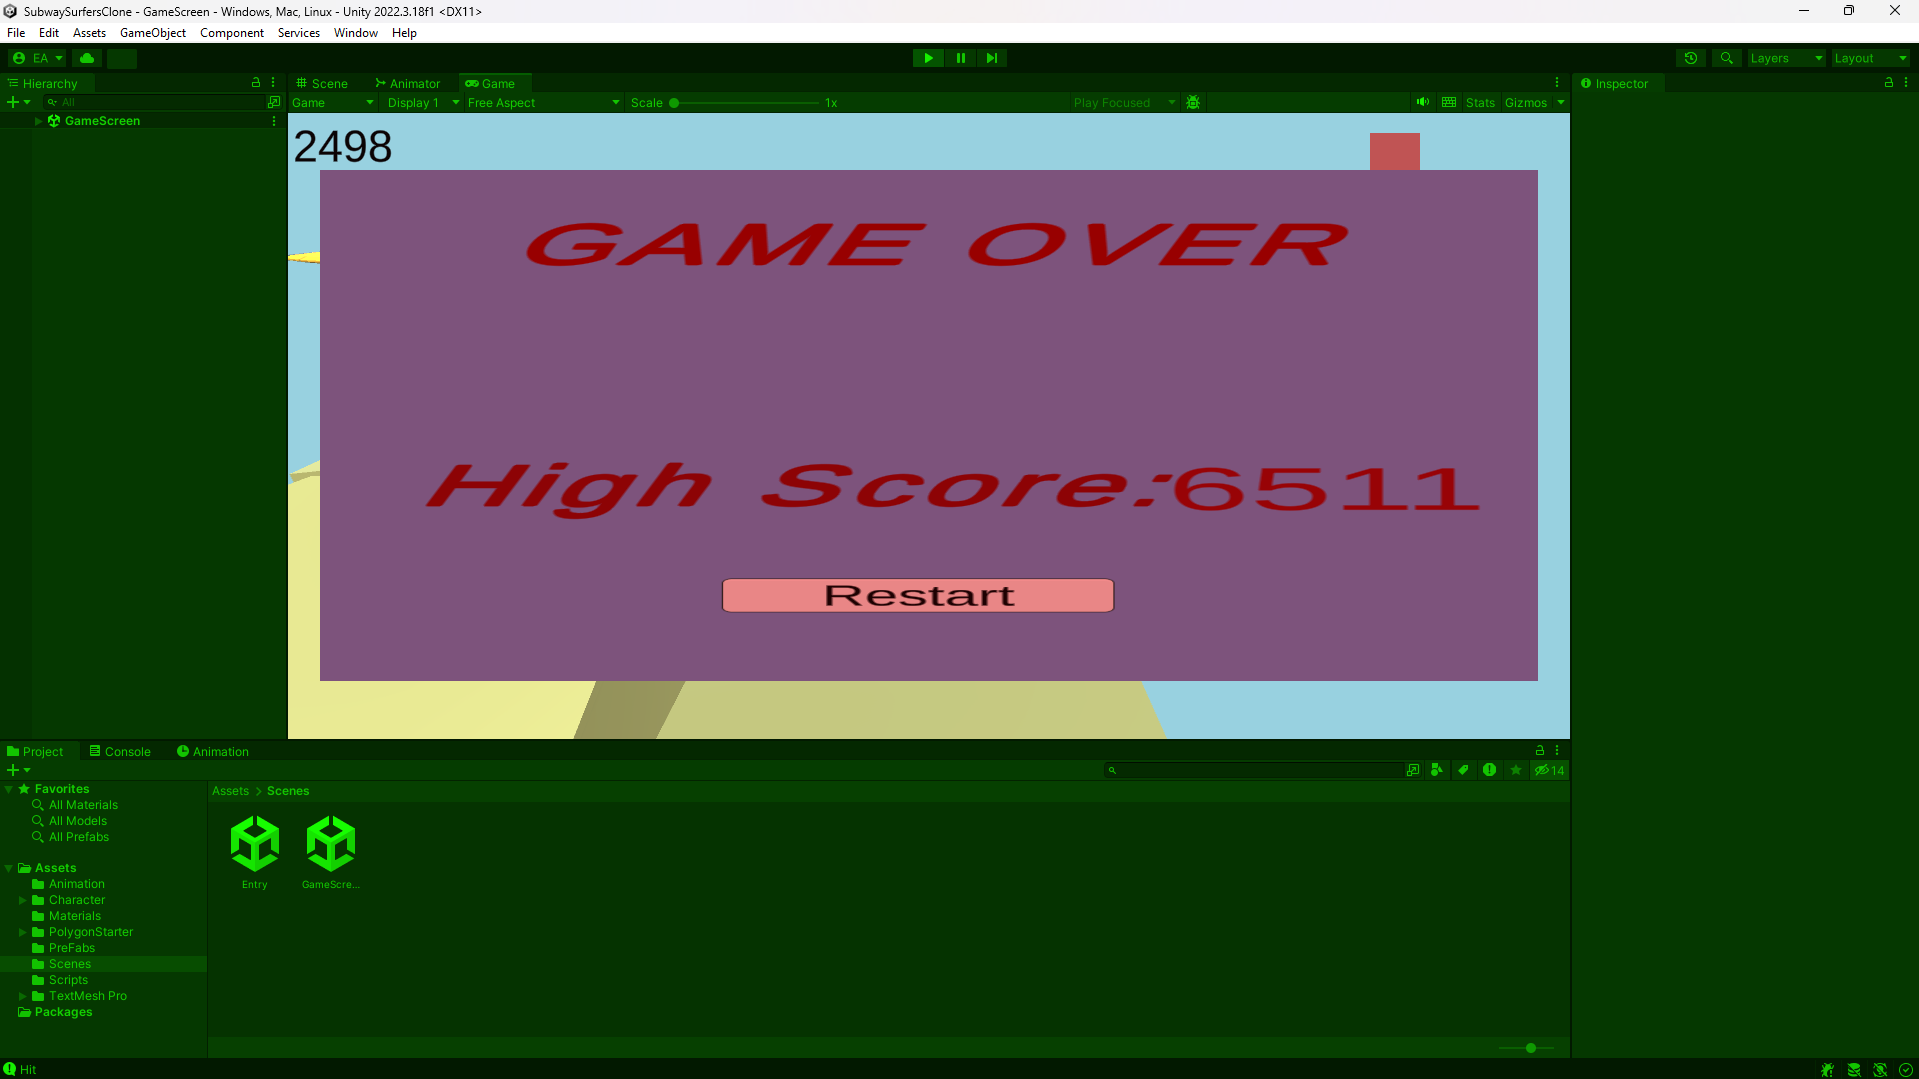 SubwaySurfersClone - GameScreen - Windows, Mac, Linux - Unity 2022.3.18f1 <DX11>
File Edit Assets GameObject Component Services Window Help
EA Layers Layout
Hierarchy Scene Animator Game Inspector
All Game Display 1 Free Aspect Scale 1x Play Focused Stats Gizmos
GameScreen
2498
GAME OVER
High Score:6511
Restart
Project Console Animation
14
Favorites Assets > Scenes
All Materials
All Models
All Prefabs
Assets
Animation
Character
Materials
PolygonStarter
PreFabs
Scenes
Scripts
TextMesh Pro
Packages
Entry GameScre...
Hit